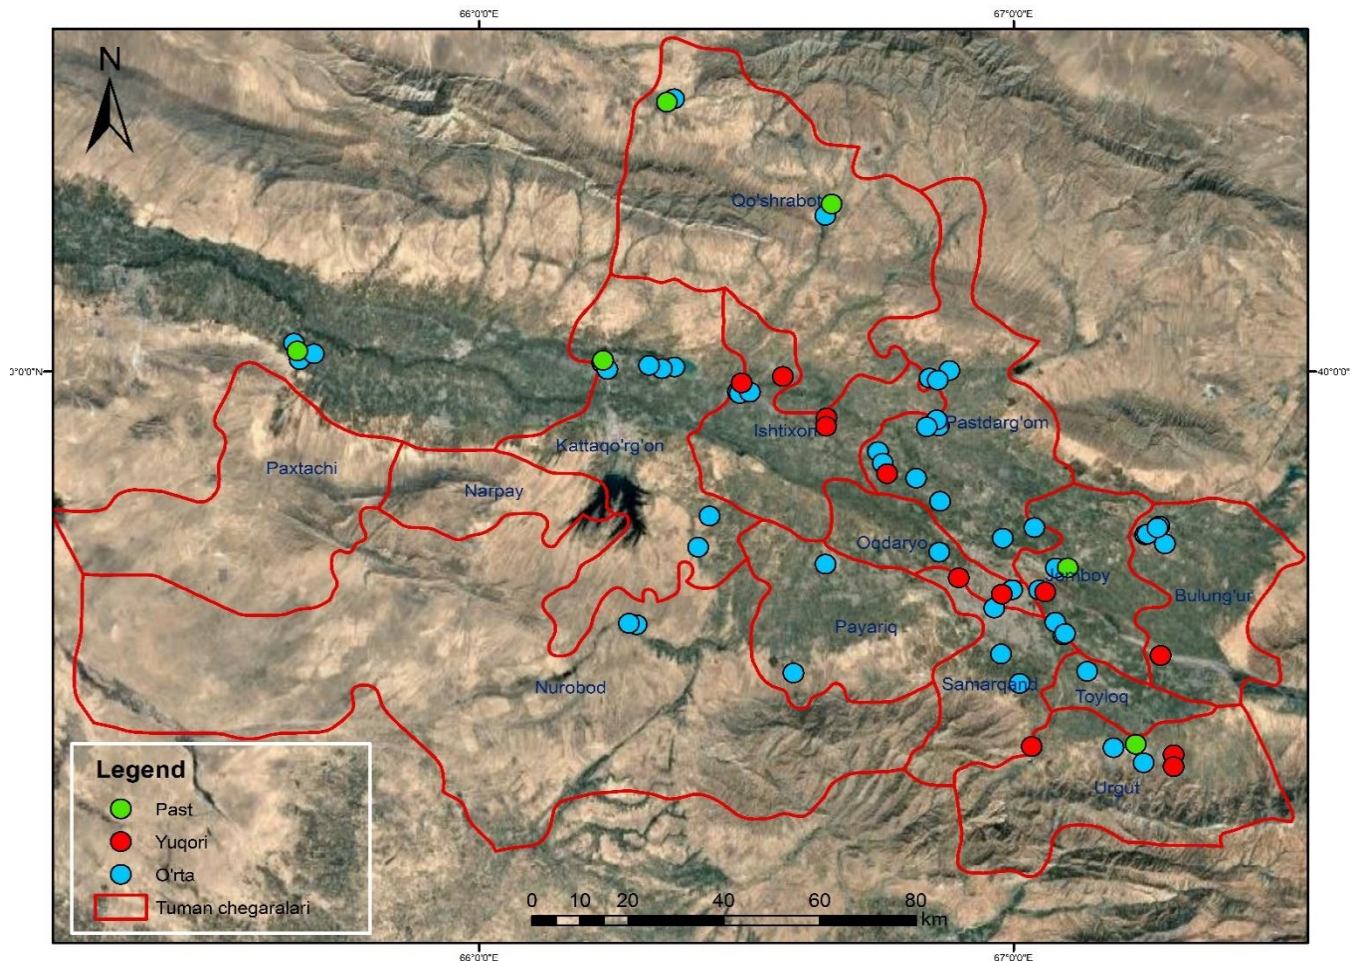 66°0'0"E
67°0'0"E
N
Qo'shrabot
40°0'0"N
Pastdarg'om
Ishtixon
Kattaqo'rg'on
Paxtachi
Narpay
Oqdaryo
Jomboy
Bulung'ur
Payariq
Nurobod
Samarqand
Toyloq
Urgut
Legend
Past
Yuqori
O'rta
Tuman chegaralari
0 10 20 40 60 80
km
66°0'0"E
67°0'0"E